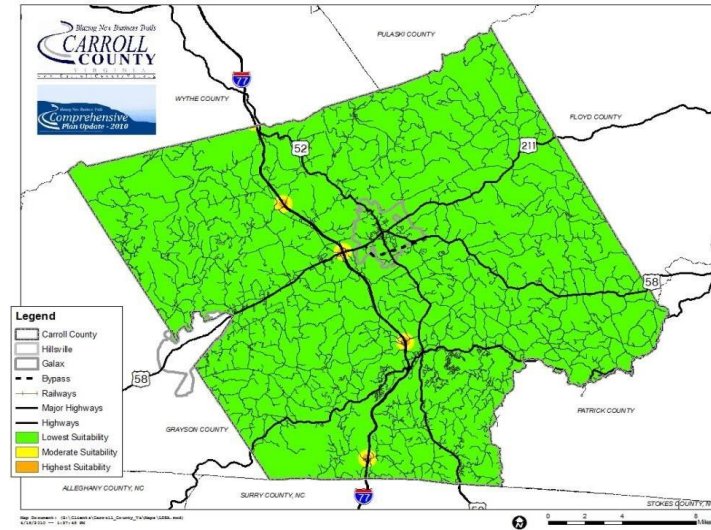 Blazing New Business Trails
CARROLL
COUNTY
VIRGINIA
Comprehensive
Plan Update - 2010
PULASKI COUNTY
77
WYTHE COUNTY
FLOYD COUNTY
52
211
58
Legend
Carroll County
Hillsville
Galax
Bypass
Railways
Major Highways
Highways
Lowest Suitability
Moderate Suitability
Highest Suitability
58
PATRICK COUNTY
GRAYSON COUNTY
ALLEGHANY COUNTY, NC
SURRY COUNTY, NC
77
STOKES COUNTY, N
0 2 4 8